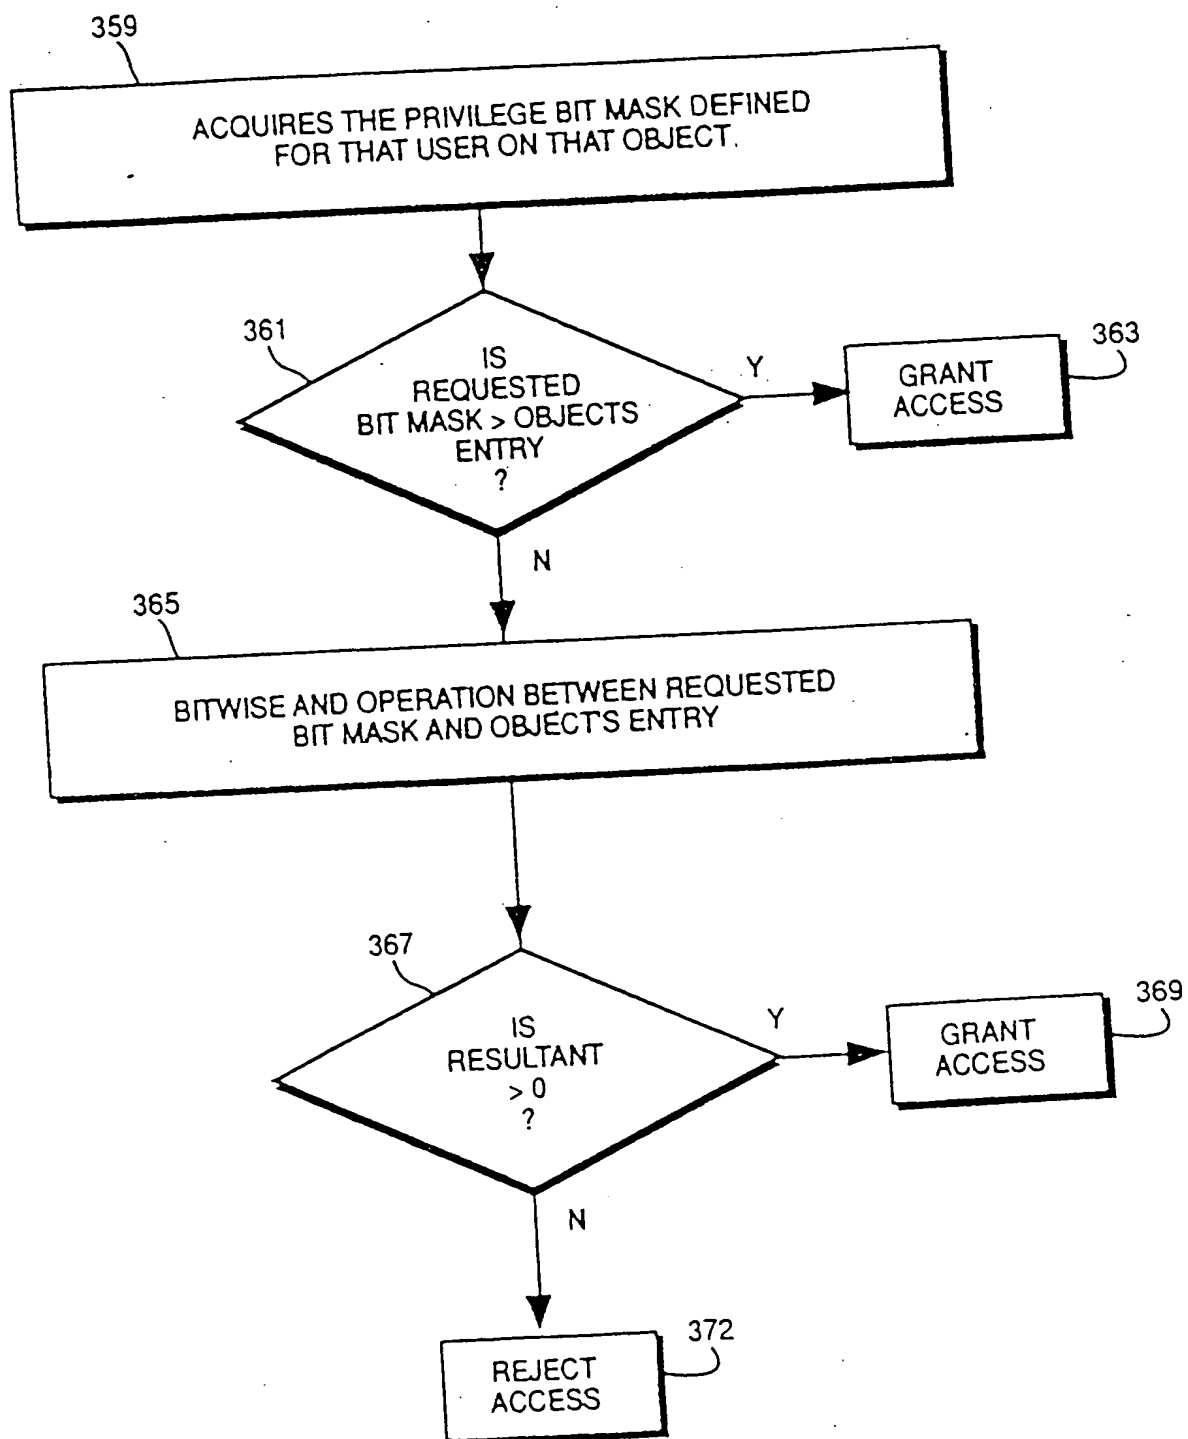 359
ACQUIRES THE PRIVILEGE BIT MASK DEFINED
FOR THAT USER ON THAT OBJECT.
361
IS
REQUESTED
BIT MASK > OBJECTS
ENTRY
?
Y
363
GRANT
ACCESS
N
365
BITWISE AND OPERATION BETWEEN REQUESTED
BIT MASK AND OBJECT'S ENTRY
367
IS
RESULTANT
> 0
?
Y
369
GRANT
ACCESS
N
372
REJECT
ACCESS